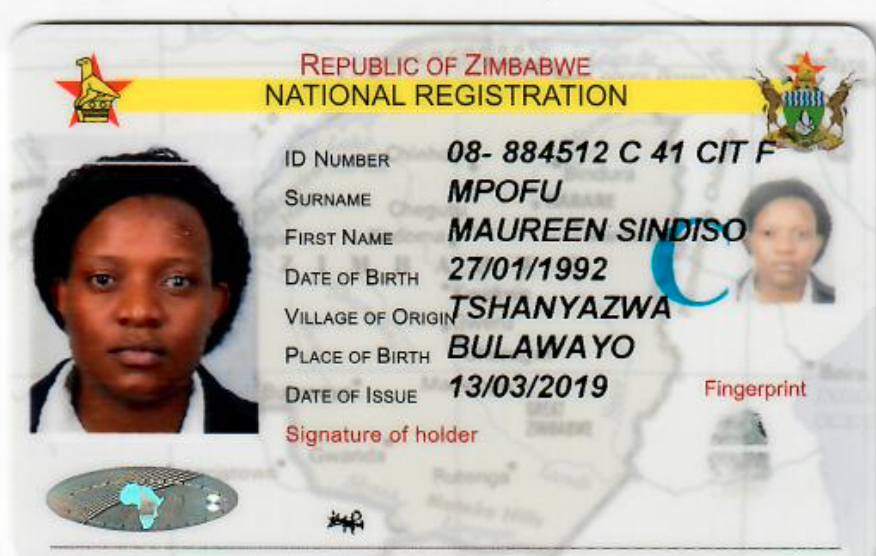 REPUBLIC OF ZIMBABWE
NATIONAL REGISTRATION
ID NUMBER 08- 884512 C 41 CIT F
SURNAME MPOFU
FIRST NAME MAUREEN SINDISO
DATE OF BIRTH 27/01/1992
VILLAGE OF ORIGIN TSHANYAZWA
PLACE OF BIRTH BULAWAYO
DATE OF ISSUE 13/03/2019
C
Fingerprint
Signature of holder
Gwanda
Rutenga